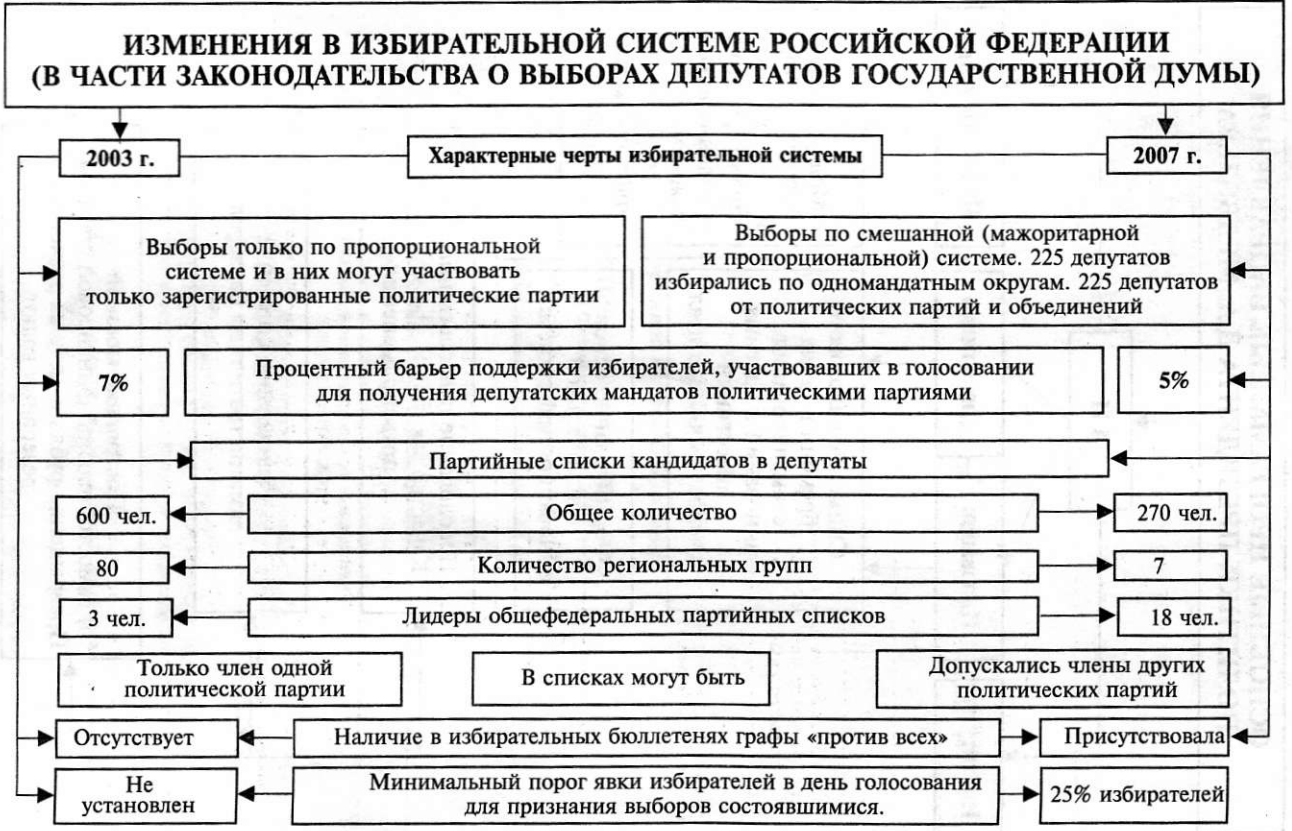 ИЗМЕНЕНИЯ В ИЗБИРАТЕЛЬНОЙ СИСТЕМЕ РОССИЙСКОЙ ФЕДЕРАЦИИ
(В ЧАСТИ ЗАКОНОДАТЕЛЬСТВА О ВЫБОРАХ ДЕПУТАТОВ ГОСУДАРСТВЕННОЙ ДУМЫ)
2003 г.
Характерные черты избирательной системы
2007 г.
Выборы только по пропорциональной
системе и в них могут участвовать
только зарегистрированные политические партии
Выборы по смешанной (мажоритарной
и пропорциональной) системе. 225 депутатов
избирались по одномандатным округам. 225 депутатов
от политических партий и объединений
7%
Процентный барьер поддержки избирателей, участвовавших в голосовании
для получения депутатских мандатов политическими партиями
5%
Партийные списки кандидатов в депутаты
600 чел.
Общее количество
270 чел.
80
Количество региональных групп
7
3 чел.
Лидеры общефедеральных партийных списков
18 чел.
Только член одной
политической партии
В списках могут быть
Допускались члены других
политических партий
Отсутствует
Наличие в избирательных бюллетенях графы «против всех»
Присутствовала
Не
установлен
Минимальный порог явки избирателей в день голосования
для признания выборов состоявшимися.
25% избирателей